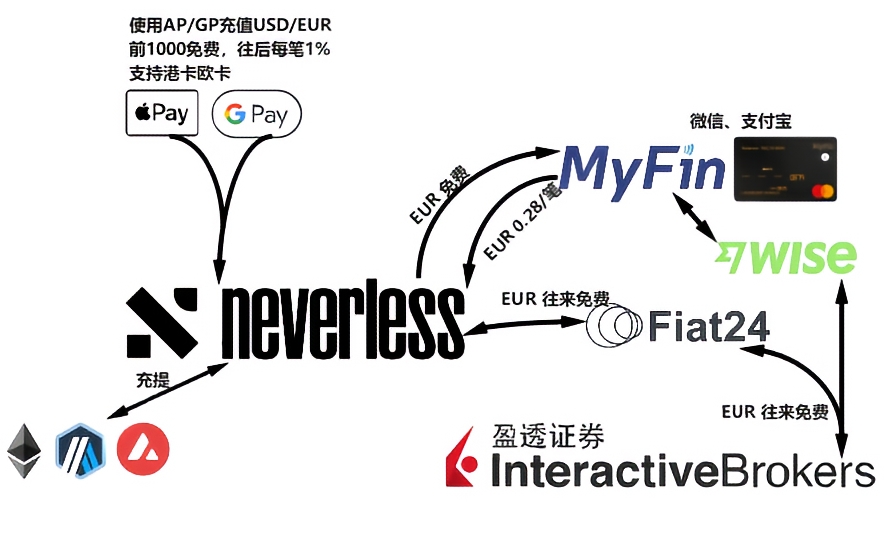 使用AP/GP充值USD/EUR
前1000免费，往后每笔1%
支持港卡欧卡
Pay
G Pay
微信、支付宝
MyFin
EUR 免费
EUR 0.28/笔
wise
neverless
EUR 往来免费
Fiat24
充提
EUR 往来免费
盈透证券
InteractiveBrokers